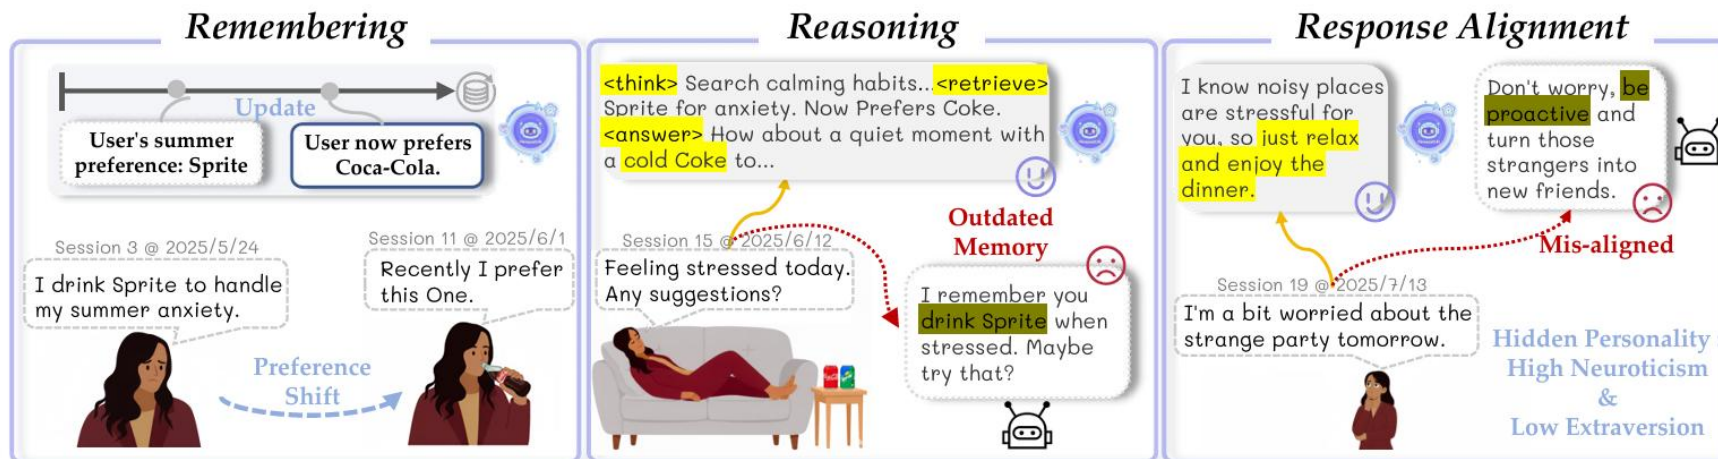 Remembering
Update
User's summer
preference: Sprite
User now prefers
Coca-Cola.
Session 3 @ 2025/5/24
I drink Sprite to handle
my summer anxiety.
Session 11 @ 2025/6/1
Recently I prefer
this One.
Preference
Shift
Reasoning
<think> Search calming habits...<retrieve>
Sprite for anxiety. Now Prefers Coke.
<answer> How about a quiet moment with
a cold Coke to...
Outdated
Memory
Session 15 @ 2025/6/12
Feeling stressed today.
Any suggestions?
I remember you
drink Sprite when
stressed. Maybe
try that?
Response Alignment
I know noisy places
are stressful for
you, so just relax
and enjoy the
dinner.
Don't worry, be
proactive and
turn those
strangers into
new friends.
Mis-aligned
Session 19 @ 2025/7/13
I'm a bit worried about the
strange party tomorrow.
Hidden Personality :
High Neuroticism
&
Low Extraversion